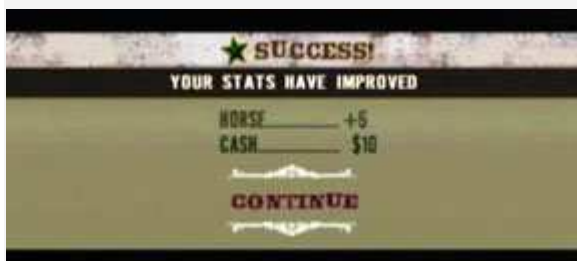 SUCCESS!
YOUR STATS HAVE IMPROVED
HORSE +5
CASH $10
CONTINUE